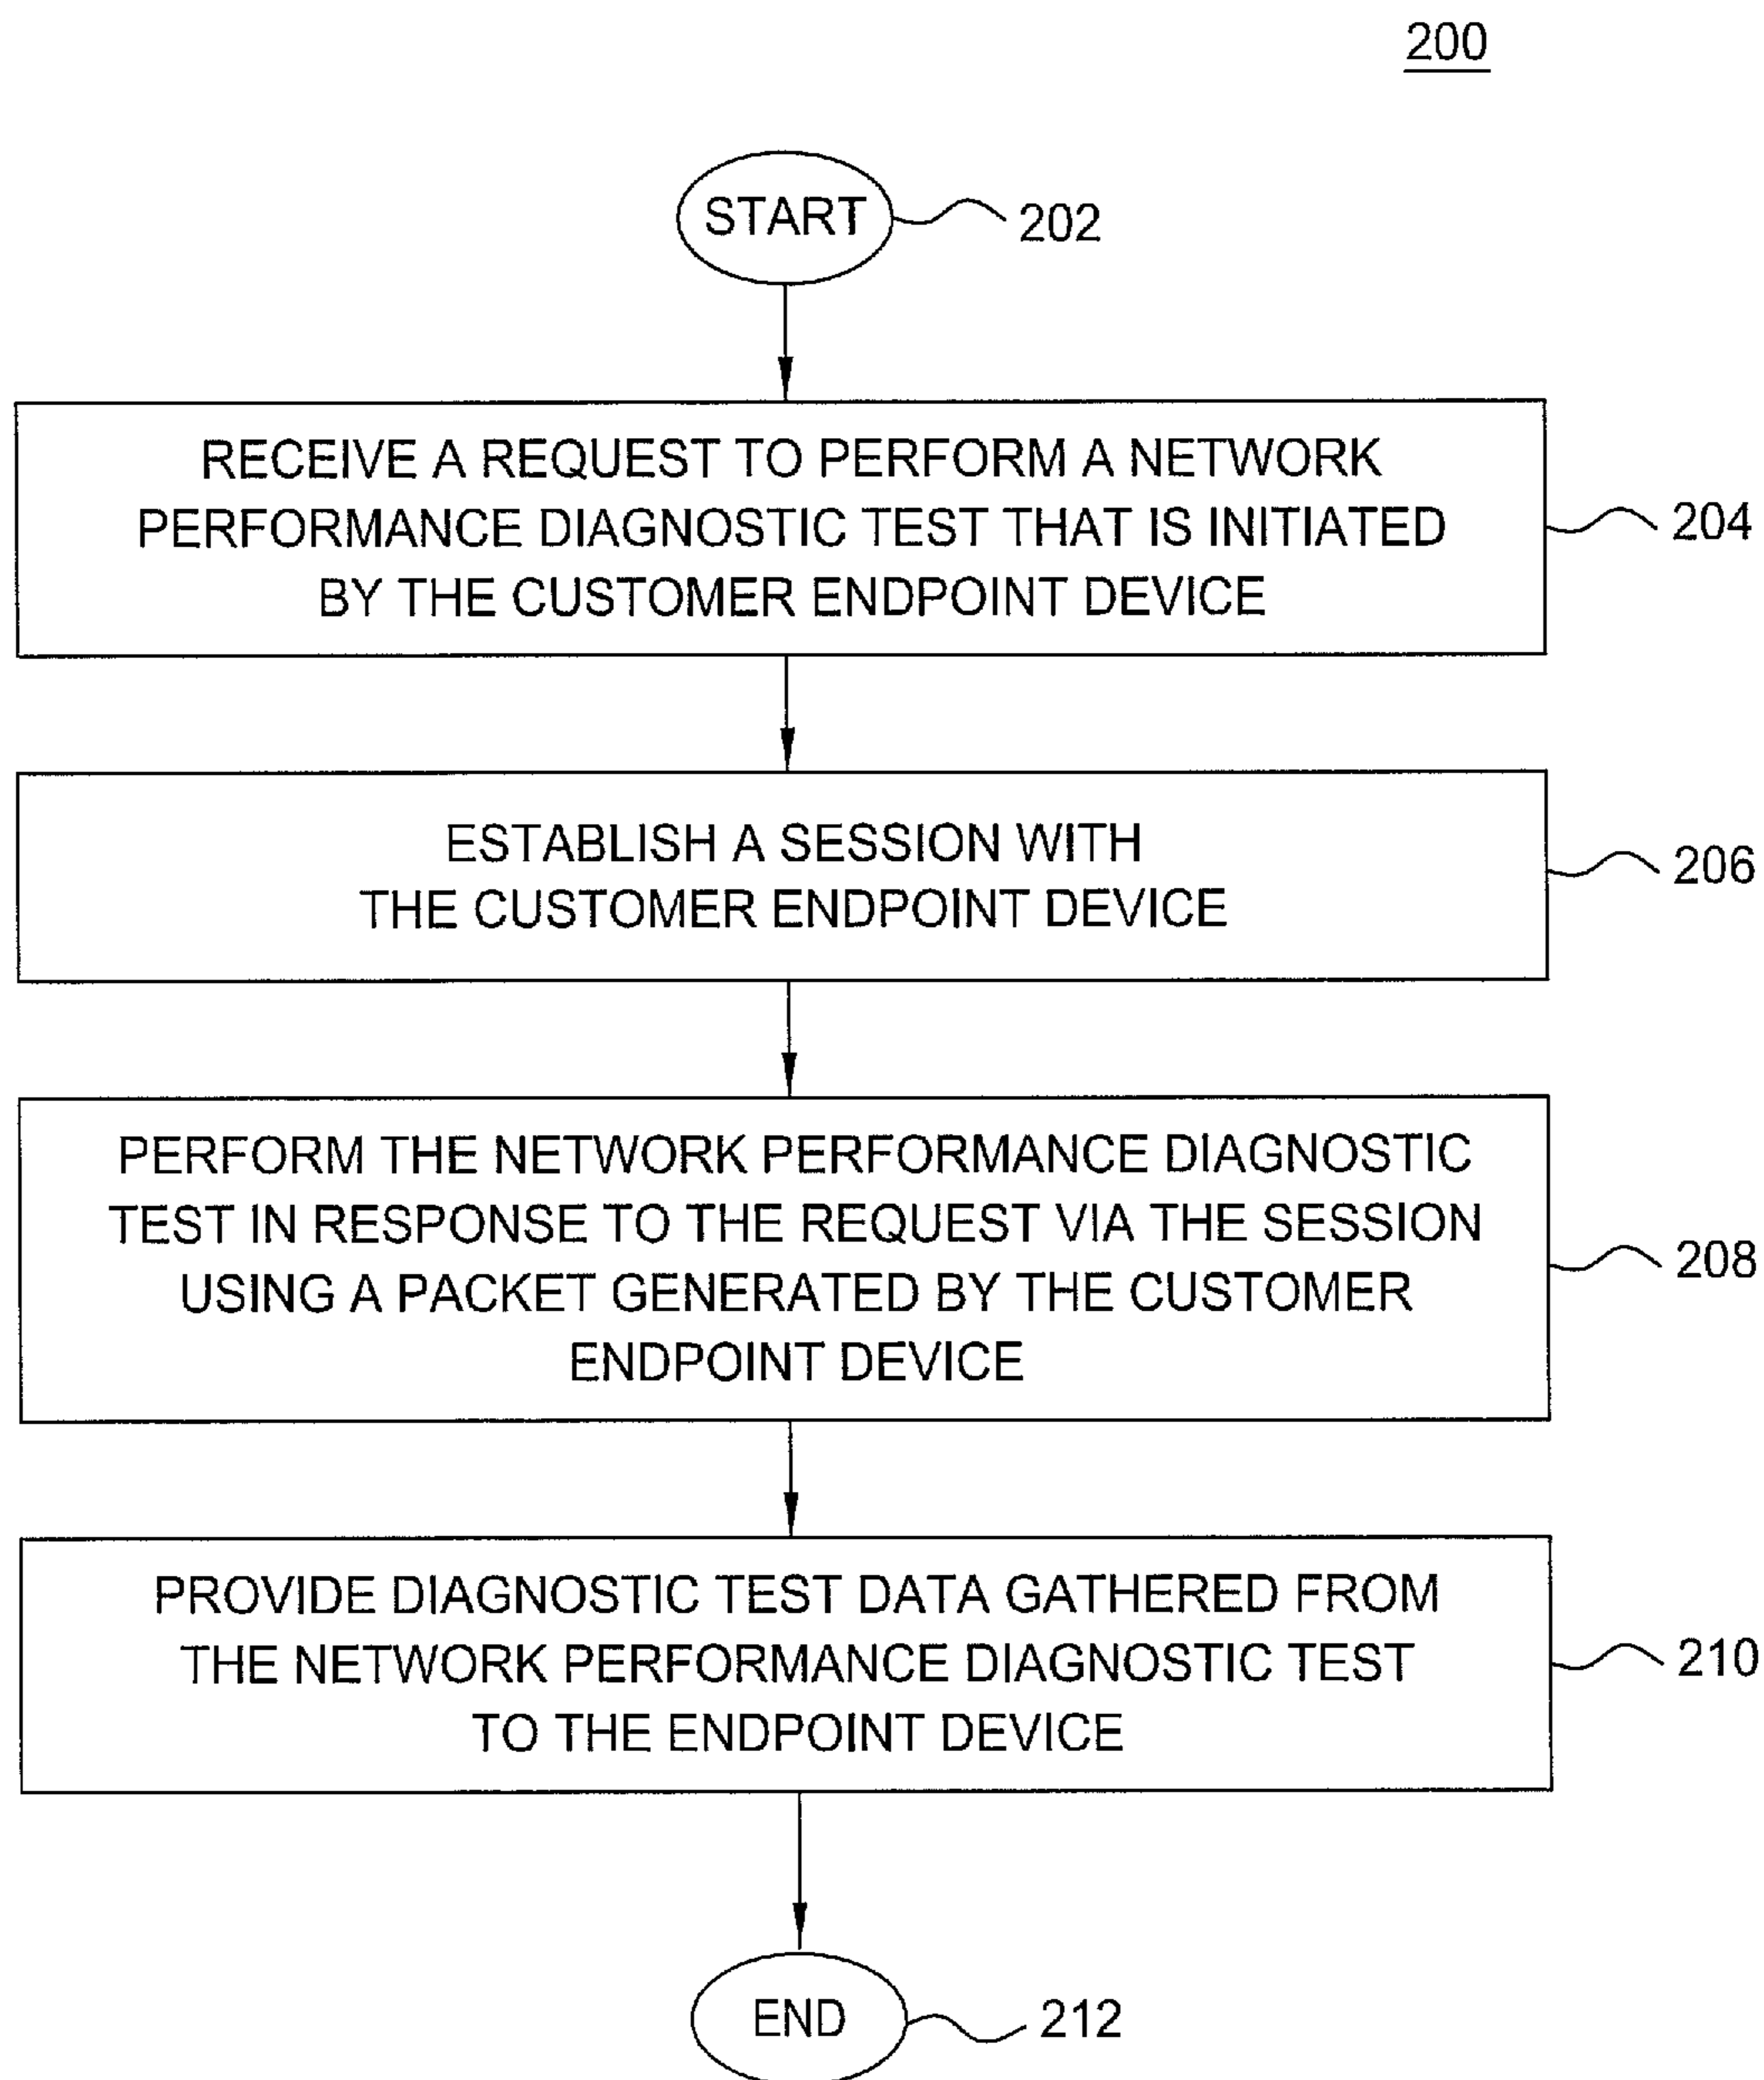 200
START
202
RECEIVE A REQUEST TO PERFORM A NETWORK
PERFORMANCE DIAGNOSTIC TEST THAT IS INITIATED
BY THE CUSTOMER ENDPOINT DEVICE
204
ESTABLISH A SESSION WITH
THE CUSTOMER ENDPOINT DEVICE
206
PERFORM THE NETWORK PERFORMANCE DIAGNOSTIC
TEST IN RESPONSE TO THE REQUEST VIA THE SESSION
USING A PACKET GENERATED BY THE CUSTOMER
ENDPOINT DEVICE
208
PROVIDE DIAGNOSTIC TEST DATA GATHERED FROM
THE NETWORK PERFORMANCE DIAGNOSTIC TEST
TO THE ENDPOINT DEVICE
210
END
212